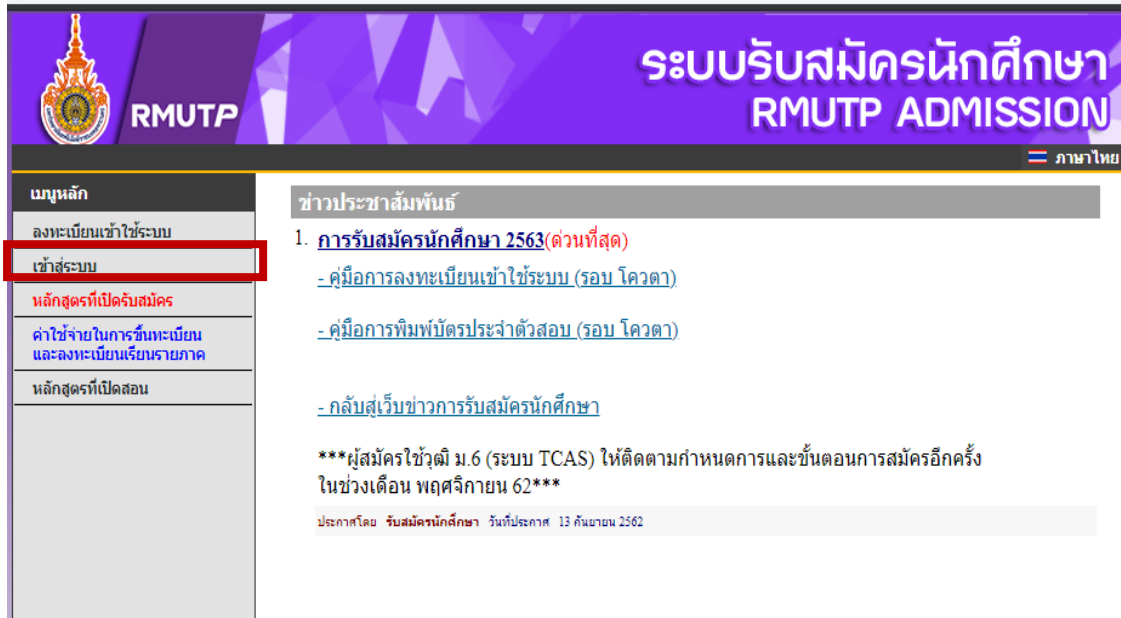 RMUTP
ระบบรับสมัครนักศึกษา
RMUTP ADMISSION
ภาษาไทย
เมนูหลัก
ลงทะเบียนเข้าใช้ระบบ
เข้าสู่ระบบ
หลักสูตรที่เปิดรับสมัคร
ค่าใช้จ่ายในการขึ้นทะเบียน
และลงทะเบียนเรียนรายภาค
หลักสูตรที่เปิดสอน
ข่าวประชาสัมพันธ์
1. การรับสมัครนักศึกษา 2563(ด่วนที่สุด)
- คู่มือการลงทะเบียนเข้าใช้ระบบ (รอบ โควตา)
- คู่มือการพิมพ์บัตรประจำตัวสอบ (รอบ โควตา)
- กลับสู่เว็บข่าวการรับสมัครนักศึกษา
***ผู้สมัครใช้วุฒิ ม.6 (ระบบ TCAS) ให้ติดตามกำหนดการและขั้นตอนการสมัครอีกครั้ง
ในช่วงเดือน พฤศจิกายน 62***
ประกาศโดย รับสมัครนักศึกษา วันที่ประกาศ 13 กันยายน 2562